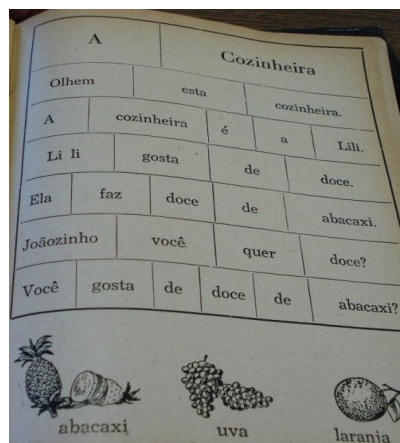 A Cozinheira
Olhem esta cozinheira.
A cozinheira é a Lili.
Li li gosta de doce.
Ela faz doce de abacaxi.
Joãozinho você quer doce?
Você gosta de doce de abacaxi?
abacaxi uva laranja